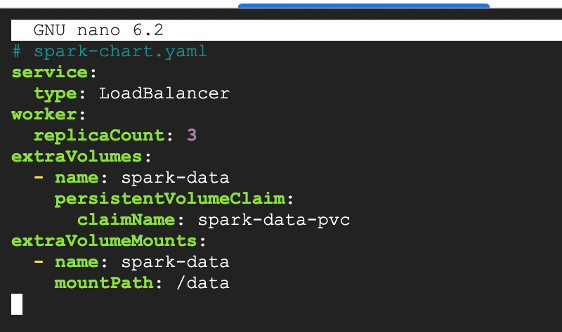 GNU nano 6.2
# spark-chart.yaml
service:
  type: LoadBalancer
worker:
  replicaCount: 3
extraVolumes:
  - name: spark-data
    persistentVolumeClaim:
      claimName: spark-data-pvc
extraVolumeMounts:
  - name: spark-data
    mountPath: /data